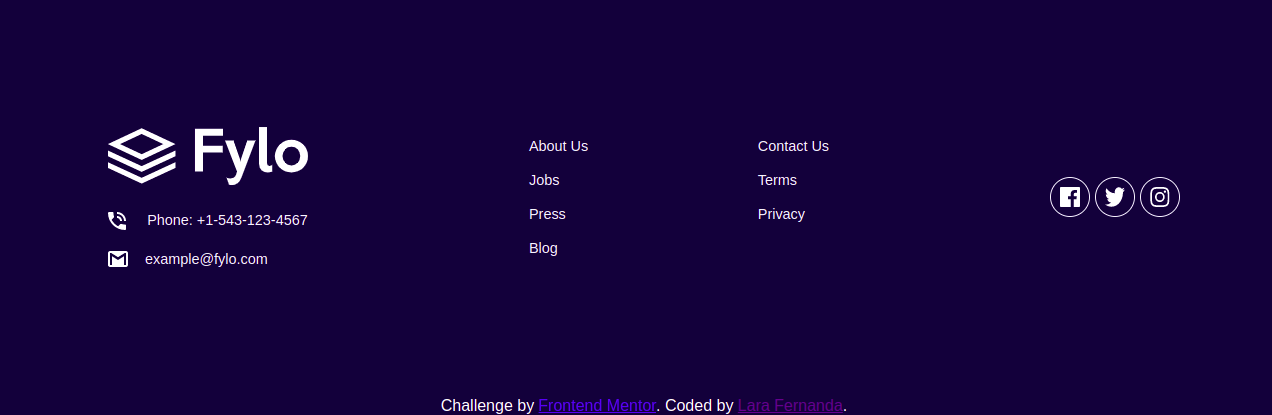 Fylo
Phone: +1-543-123-4567
example@fylo.com
About Us
Jobs
Press
Blog
Contact Us
Terms
Privacy
Challenge by Frontend Mentor. Coded by Lara Fernanda.